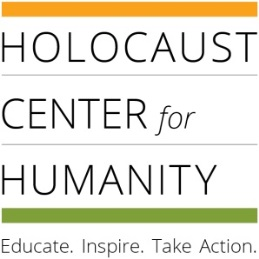 HOLOCAUST
CENTER for
HUMANITY
Educate. Inspire. Take Action.